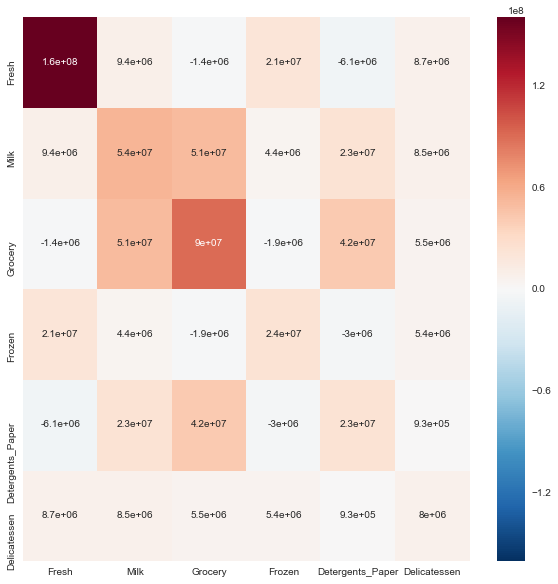 1e8
Fresh 1.6e+08 9.4e+06 -1.4e+06 2.1e+07 -6.1e+06 8.7e+06
Milk 9.4e+06 5.4e+07 5.1e+07 4.4e+06 2.3e+07 8.5e+06
Grocery -1.4e+06 5.1e+07 9e+07 -1.9e+06 4.2e+07 5.5e+06
Frozen 2.1e+07 4.4e+06 -1.9e+06 2.4e+07 -3e+06 5.4e+06
Detergents_Paper -6.1e+06 2.3e+07 4.2e+07 -3e+06 2.3e+07 9.3e+05
Delicatessen 8.7e+06 8.5e+06 5.5e+06 5.4e+06 9.3e+05 8e+06
Fresh Milk Grocery Frozen Detergents_Paper Delicatessen
1.2
0.6
0.0
−0.6
−1.2